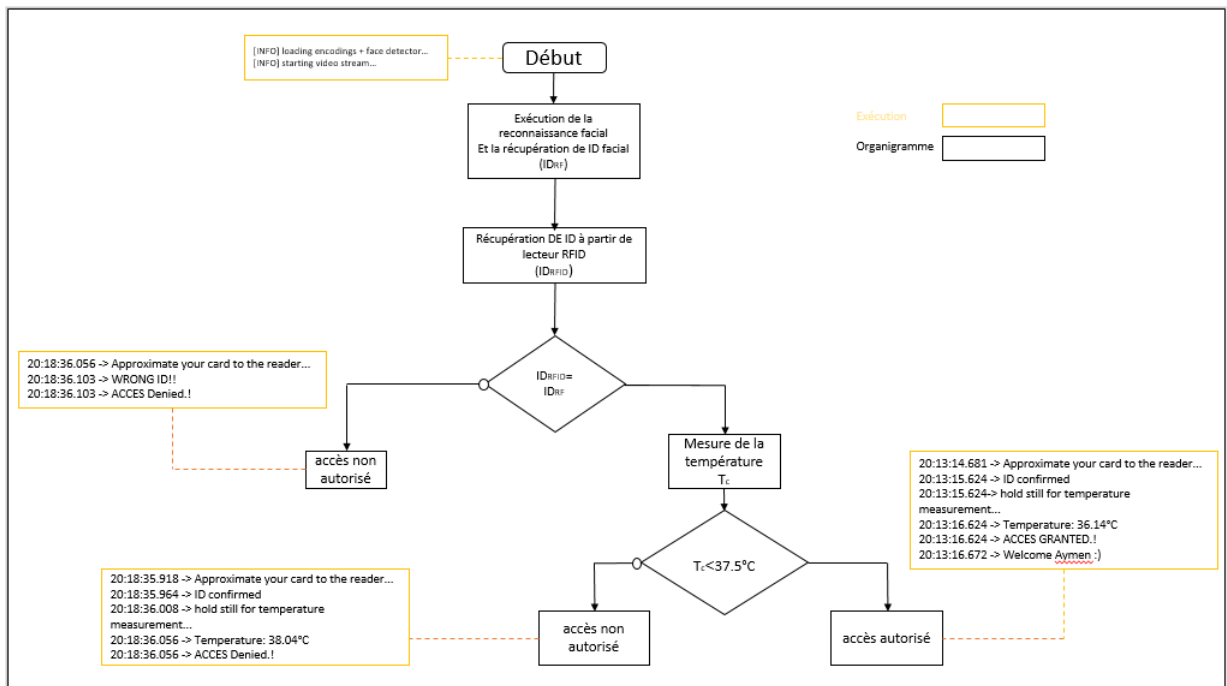 [INFO] loading encodings + face detector...
[INFO] starting video stream...
Début
Exécution de la
reconnaissance facial
Et la récupération de ID facial
(IDRF)
Exécution
Organigramme
Récupération DE ID à partir de
lecteur RFID
(IDRFID)
IDRFID=
IDRF
20:18:36.056 -> Approximate your card to the reader...
20:18:36.103 -> WRONG ID!!
20:18:36.103 -> ACCES Denied.!
accès non
autorisé
Mesure de la
température
Tc
20:13:14.681 -> Approximate your card to the reader...
20:13:15.624 -> ID confirmed
20:13:15.624-> hold still for temperature
measurement...
20:13:16.624 -> Temperature: 36.14°C
20:13:16.624 -> ACCES GRANTED.!
20:13:16.672 -> Welcome Aymen :)
Tc<37.5°C
20:18:35.918 -> Approximate your card to the reader...
20:18:35.964 -> ID confirmed
20:18:36.008 -> hold still for temperature
measurement...
20:18:36.056 -> Temperature: 38.04°C
20:18:36.056 -> ACCES Denied.!
accès non
autorisé
accès autorisé